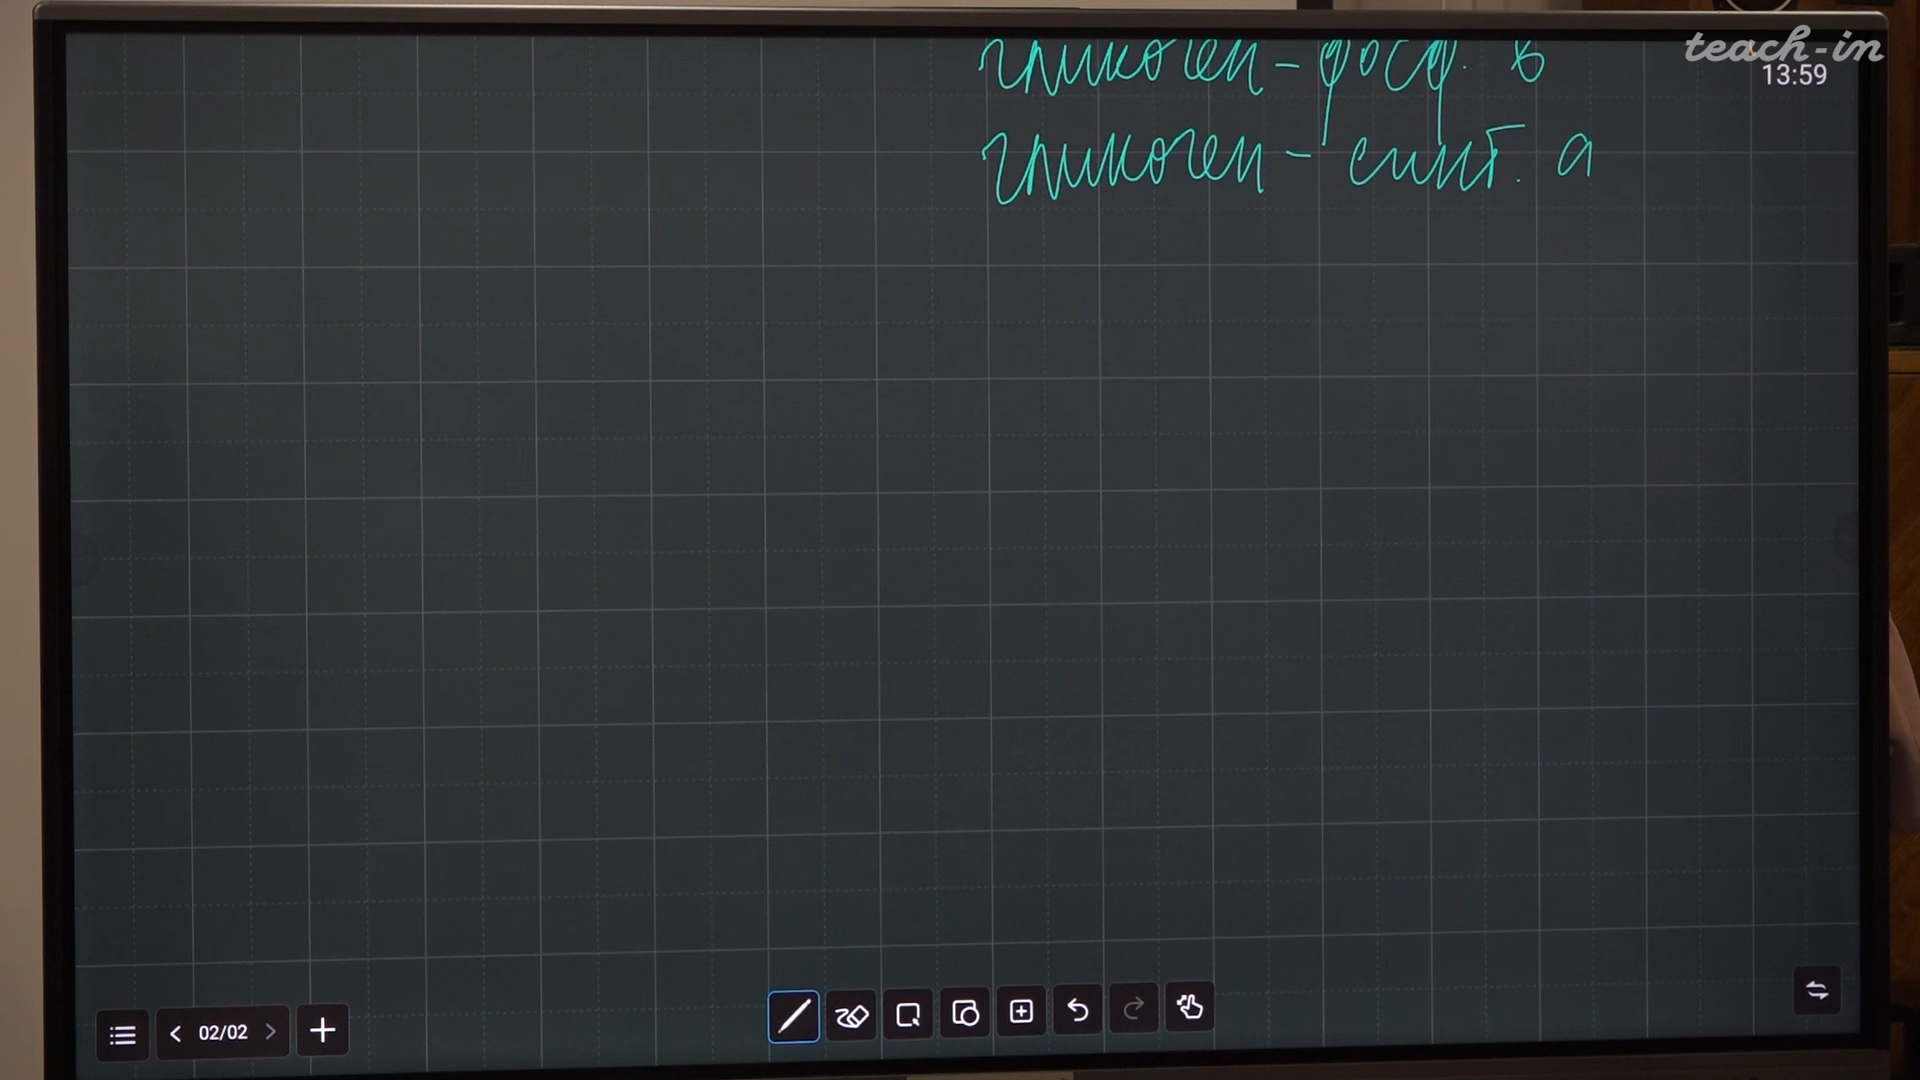 гликоген - фосф. в
teach-in
13:59
гликоген - синт. а
02/02